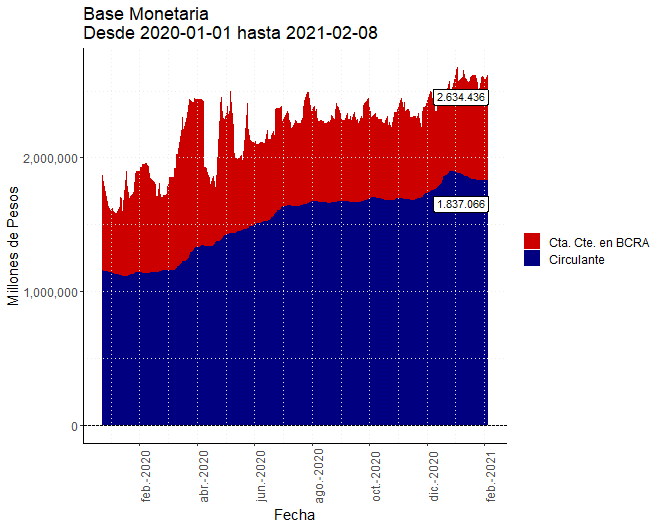 Base Monetaria
Desde 2020-01-01 hasta 2021-02-08
Millones de Pesos
2,000,000
1,000,000
0
2.634.436
1.837.066
Cta. Cte. en BCRA
Circulante
feb.-2020
abr.-2020
jun.-2020
ago.-2020
oct.-2020
dic.-2020
feb.-2021
Fecha